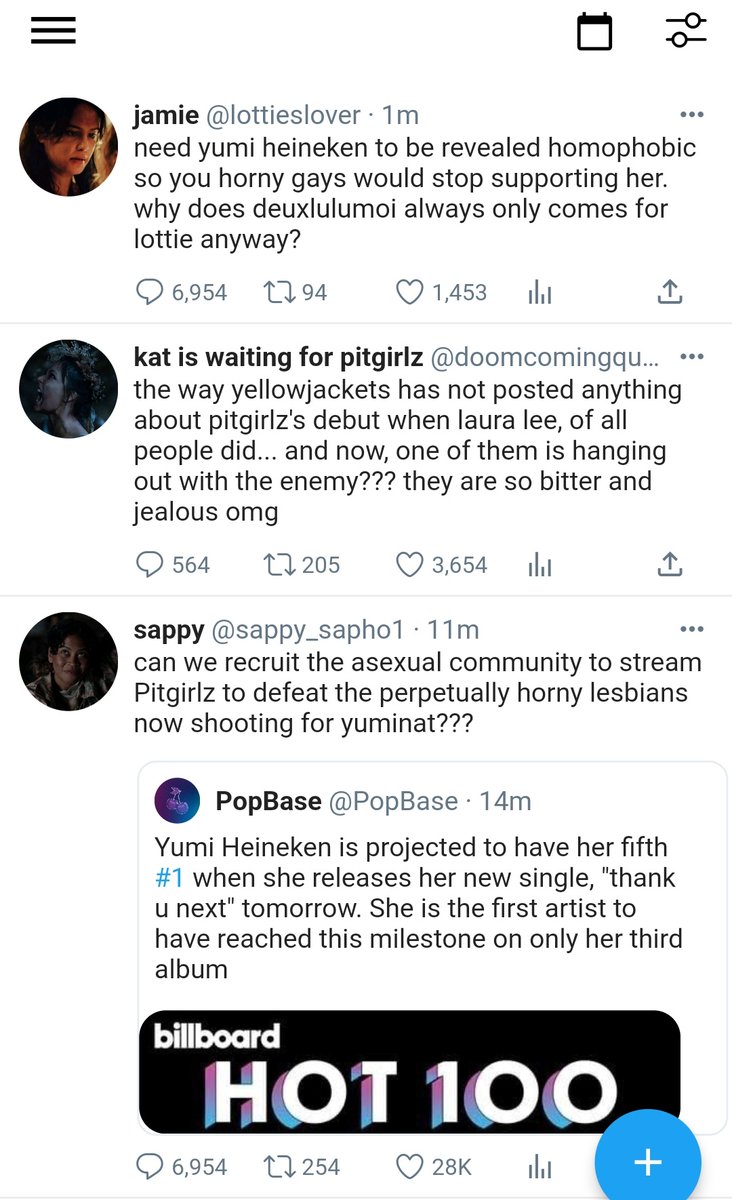 jamie @lottieslover · 1m
need yumi heineken to be revealed homophobic
so you horny gays would stop supporting her.
why does deuxlulumoi always only comes for
lottie anyway?
6,954 94 1,453
kat is waiting for pitgirlz @doomcomingqu...
the way yellowjackets has not posted anything
about pitgirlz's debut when laura lee, of all
people did... and now, one of them is hanging
out with the enemy??? they are so bitter and
jealous omg
564 205 3,654
sappy @sappy_sapho1 · 11m
can we recruit the asexual community to stream
Pitgirlz to defeat the perpetually horny lesbians
now shooting for yuminat???
PopBase @PopBase · 14m
Yumi Heineken is projected to have her fifth
#1 when she releases her new single, "thank
u next" tomorrow. She is the first artist to
have reached this milestone on only her third
album
billboard
HOT 100
6,954 254 28K